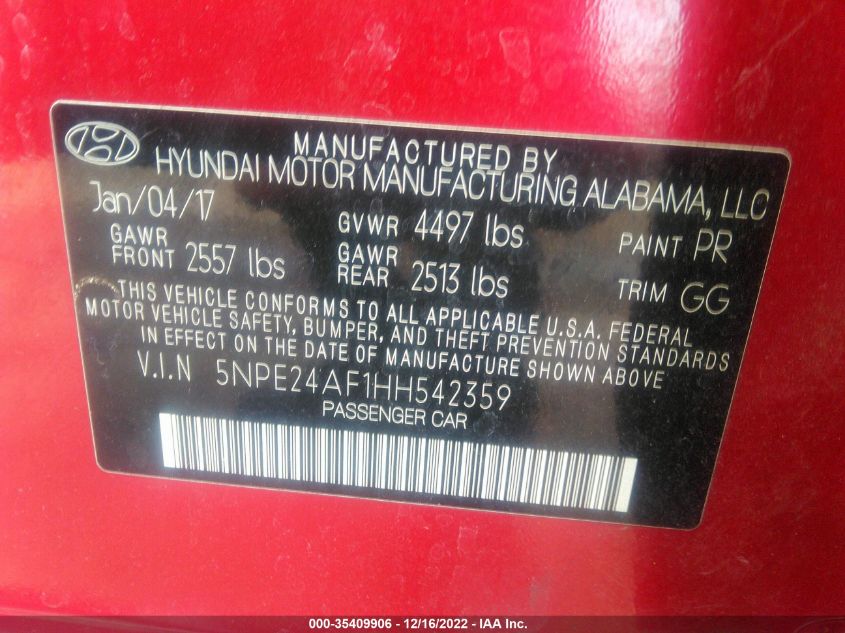 MANUFACTURED BY
HYUNDAI MOTOR MANUFACTURING ALABAMA, LLC
Jan/04/17 GVWR 4497 lbs PAINT PR
GAWR FRONT 2557 lbs GAWR REAR 2513 lbs TRIM GG
THIS VEHICLE CONFORMS TO ALL APPLICABLE U.S.A. FEDERAL
MOTOR VEHICLE SAFETY, BUMPER, AND THEFT PREVENTION STANDARDS
IN EFFECT ON THE DATE OF MANUFACTURE SHOWN ABOVE
V.I.N 5NPE24AF1HH542359
PASSENGER CAR
000-35409906 - 12/16/2022 - IAA Inc.